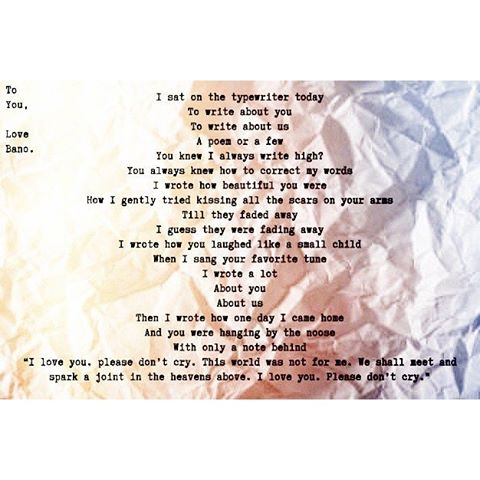 To
You,
Love
Bano.
I sat on the typewriter today
To write about you
To write about us
A poem or a few
You knew I always write high?
You always knew how to correct my words
I wrote how beautiful you were
How I gently tried kissing all the scars on your arms
Till they faded away
I guess they were fading away
I wrote how you laughed like a small child
When I sang your favorite tune
I wrote a lot
About you
About us
Then I wrote how one day I came home
And you were hanging by the noose
With only a note behind
"I love you. please don't cry. This world was not for me. We shall meet and
spark a joint in the heavens above. I love you. Please don't cry."